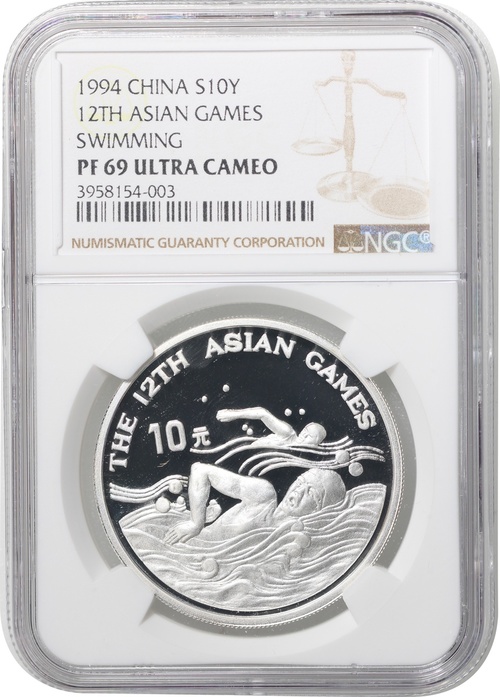 1994 CHINA S10Y
12TH ASIAN GAMES
SWIMMING
PF 69 ULTRA CAMEO
3958154-003
NUMISMATIC GUARANTY CORPORATION
NGC®
THE 12TH ASIAN GAMES
10元